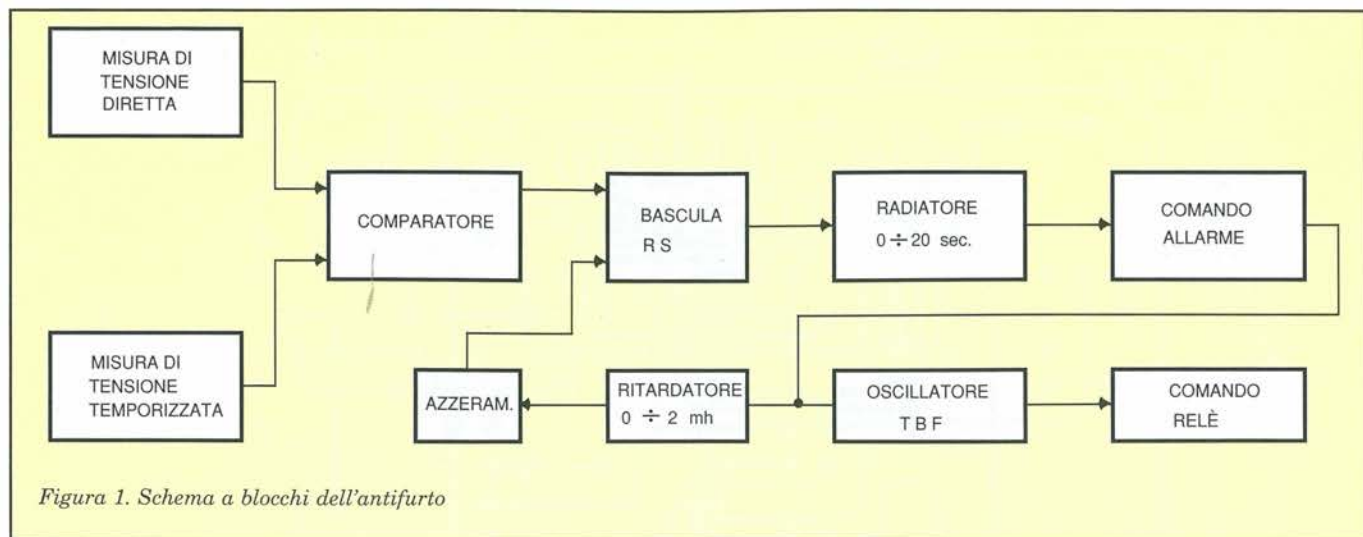 MISURA DI
TENSIONE
DIRETTA
COMPARATORE
BASCULA
R S
RADIATORE
0 ÷ 20 sec.
COMANDO
ALLARME
MISURA DI
TENSIONE
TEMPORIZZATA
AZZERAM.
RITARDATORE
0 ÷ 2 mh
OSCILLATORE
T B F
COMANDO
RELÈ
Figura 1. Schema a blocchi dell'antifurto